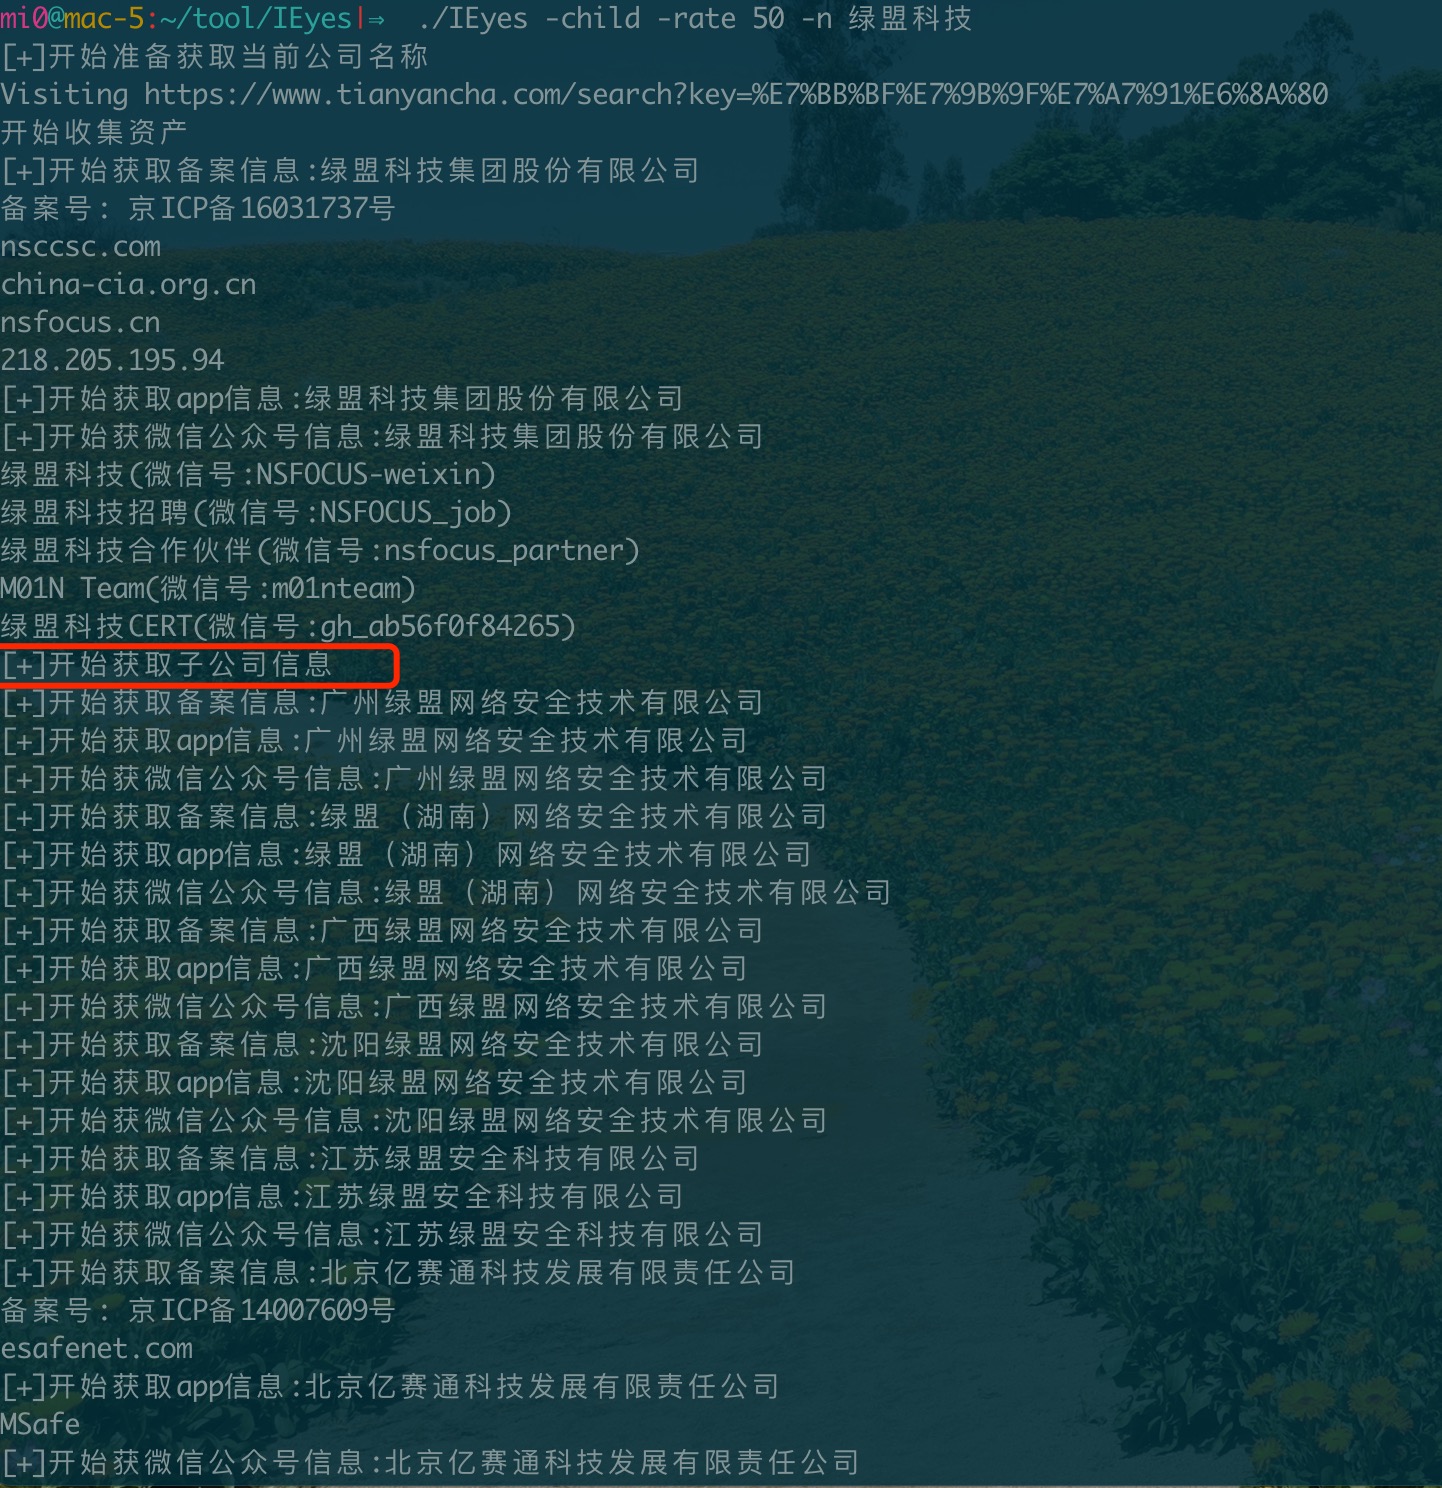 mi0@mac-5:~/tool/IEyes|⇒  ./IEyes -child -rate 50 -n 绿盟科技
[+]开始准备获取当前公司名称
Visiting https://www.tianyancha.com/search?key=%E7%BB%BF%E7%9B%9F%E7%A7%91%E6%8A%80
开始收集资产
[+]开始获取备案信息:绿盟科技集团股份有限公司
备案号: 京ICP备16031737号
nsccsc.com
china-cia.org.cn
nsfocus.cn
218.205.195.94
[+]开始获取app信息:绿盟科技集团股份有限公司
[+]开始获微信公众号信息:绿盟科技集团股份有限公司
绿盟科技(微信号:NSFOCUS-weixin)
绿盟科技招聘(微信号:NSFOCUS_job)
绿盟科技合作伙伴(微信号:nsfocus_partner)
M01N Team(微信号:m01nteam)
绿盟科技CERT(微信号:gh_ab56f0f84265)
[+]开始获取子公司信息
[+]开始获取备案信息:广州绿盟网络安全技术有限公司
[+]开始获取app信息:广州绿盟网络安全技术有限公司
[+]开始获微信公众号信息:广州绿盟网络安全技术有限公司
[+]开始获取备案信息:绿盟（湖南）网络安全技术有限公司
[+]开始获取app信息:绿盟（湖南）网络安全技术有限公司
[+]开始获微信公众号信息:绿盟（湖南）网络安全技术有限公司
[+]开始获取备案信息:广西绿盟网络安全技术有限公司
[+]开始获取app信息:广西绿盟网络安全技术有限公司
[+]开始获微信公众号信息:广西绿盟网络安全技术有限公司
[+]开始获取备案信息:沈阳绿盟网络安全技术有限公司
[+]开始获取app信息:沈阳绿盟网络安全技术有限公司
[+]开始获微信公众号信息:沈阳绿盟网络安全技术有限公司
[+]开始获取备案信息:江苏绿盟安全科技有限公司
[+]开始获取app信息:江苏绿盟安全科技有限公司
[+]开始获微信公众号信息:江苏绿盟安全科技有限公司
[+]开始获取备案信息:北京亿赛通科技发展有限责任公司
备案号: 京ICP备14007609号
esafenet.com
[+]开始获取app信息:北京亿赛通科技发展有限责任公司
MSafe
[+]开始获微信公众号信息:北京亿赛通科技发展有限责任公司